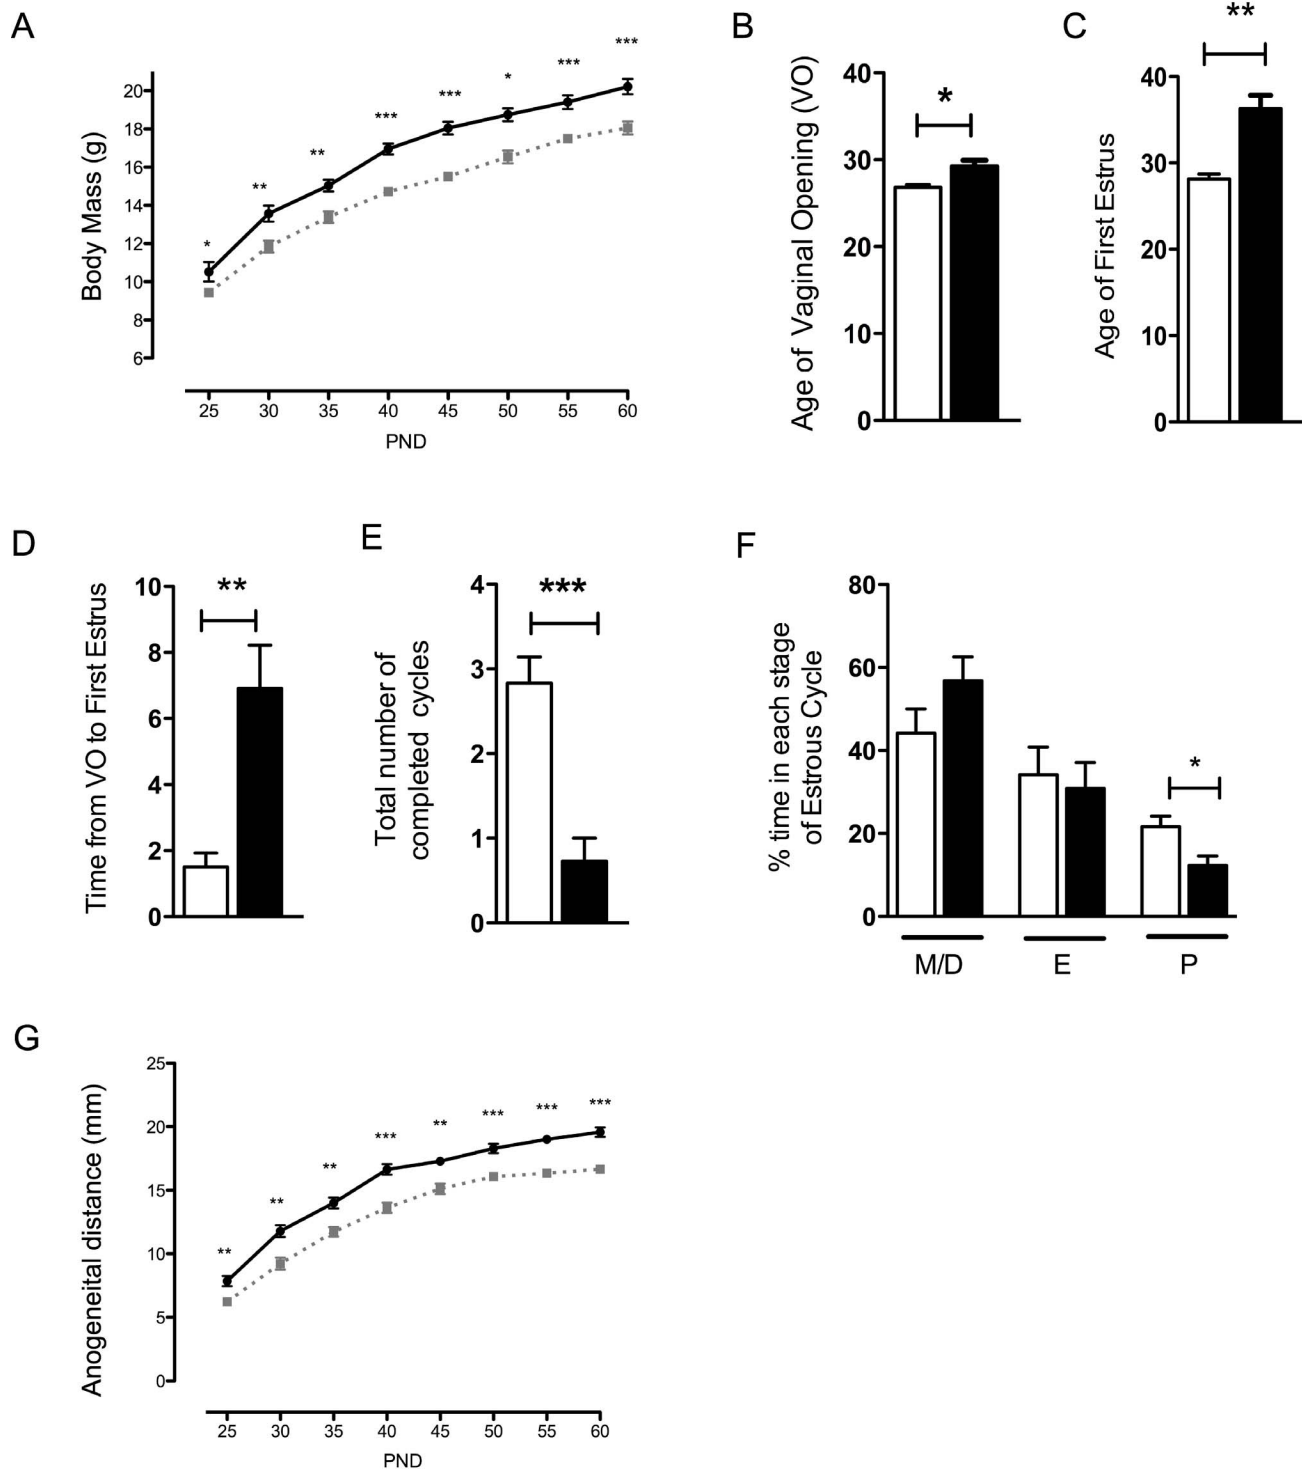 A
Body Mass (g)
20
18
16
14
12
10
8
6
* ** ** *** *** * *** ***
25 30 35 40 45 50 55 60
PND
B
Age of Vaginal Opening (VO)
40
30
20
10
0
*
C
Age of First Estrus
40
30
20
10
0
**
D
Time from VO to First Estrus
10
8
6
4
2
0
**
E
Total number of
completed cycles
4
3
2
1
0
***
F
% time in each stage
of Estrous Cycle
80
60
40
20
0
*
M/D E P
G
Anogeneital distance (mm)
25
20
15
10
5
0
** ** ** *** ** *** *** ***
25 30 35 40 45 50 55 60
PND